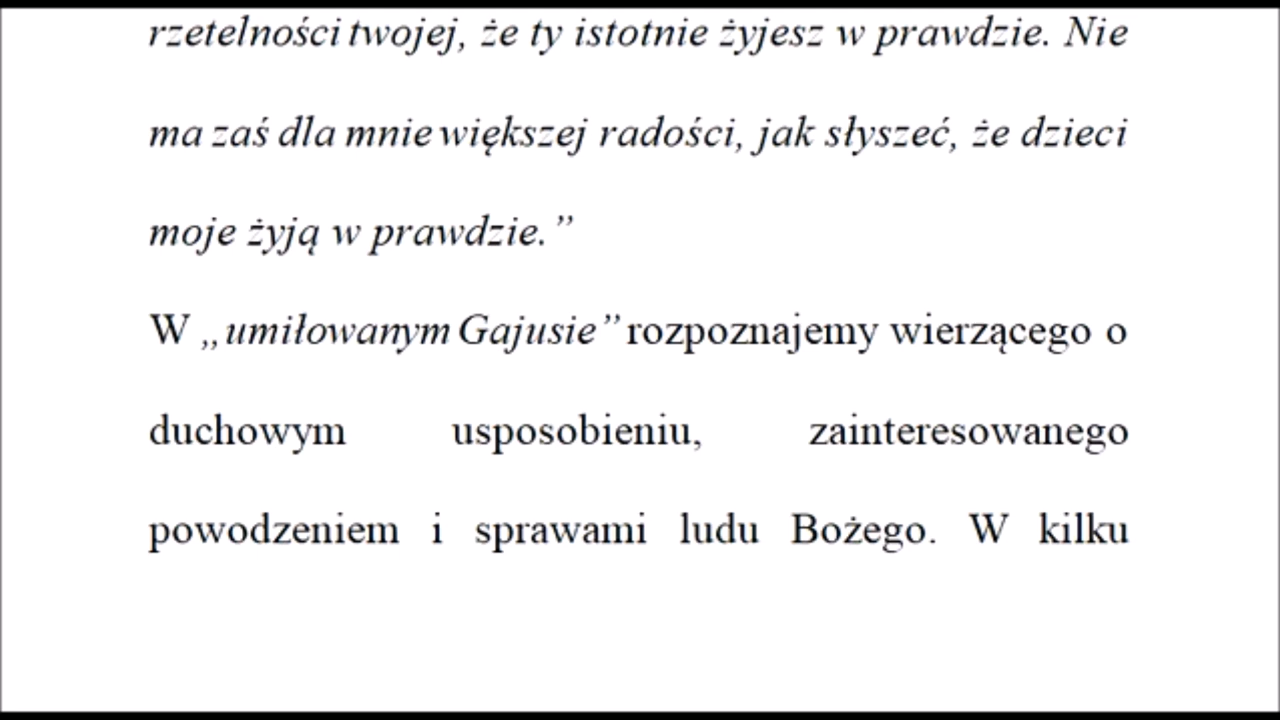 rzetelności twojej, że ty istotnie żyjesz w prawdzie. Nie
ma zaś dla mnie większej radości, jak słyszeć, że dzieci
moje żyją w prawdzie.”
W „umiłowanym Gajusie” rozpoznajemy wierzącego o
duchowym usposobieniu, zainteresowanego
powodzeniem i sprawami ludu Bożego. W kilku